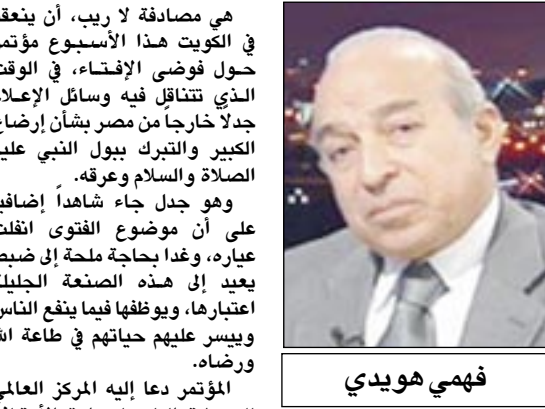 هي مصادفة لا ريب، أن ينعقد
في الكويت هذا الأسبوع مؤتمر
حول فوضى الإفتاء، في الوقت
الذي تتناقل فيه وسائل الإعلام
جدلا خارجاً من مصر بشأن إرضاع
الكبير والتبرك ببول النبي عليه
الصلاة والسلام وعرقه.
وهو جدل جاء شاهداً إضافيا
على أن موضوع الفتوى انفلت
عياره، وغدا بحاجة ملحة إلى ضبط
يعيد إلى هذه الصنعة الجليلة
اعتبارها، ويوظفها فيما ينفع الناس
وييسر عليهم حياتهم في طاعة الله
ورضاه.
المؤتمر دعا إليه المركز العالمي
فهمي هويدي